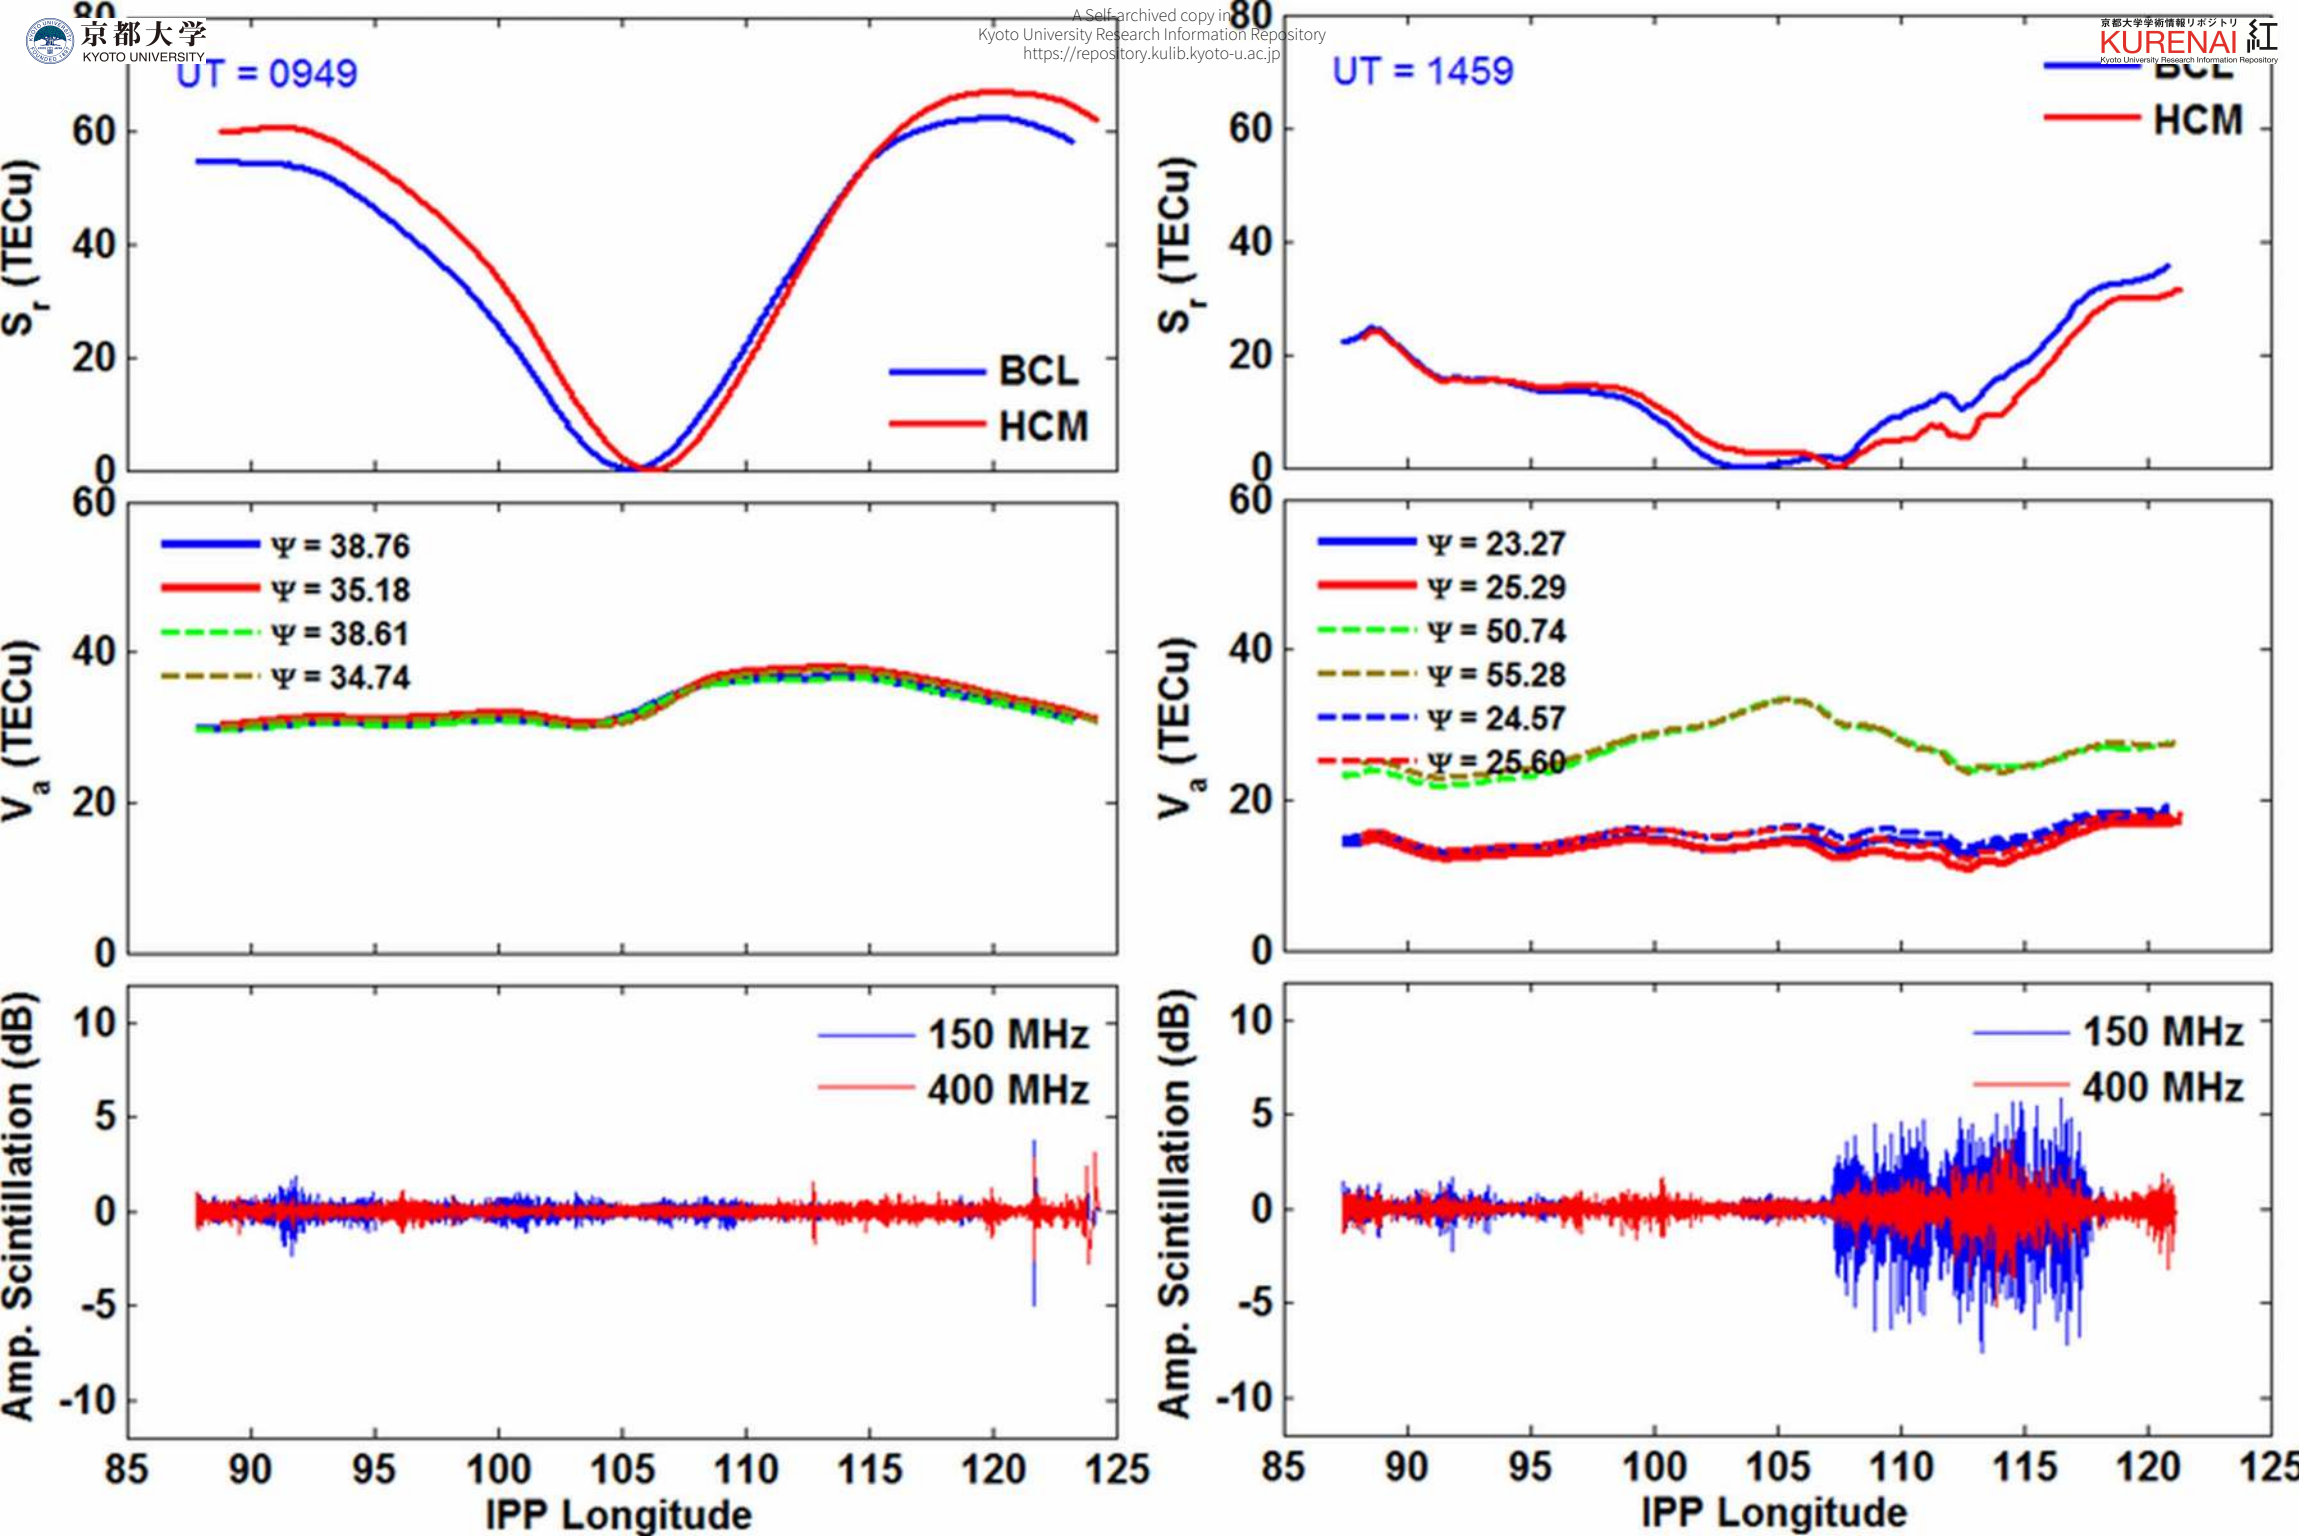 京都大学
KYOTO UNIVERSITY
A Self-archived copy in
Kyoto University Research Information Repository
https://repository.kulib.kyoto-u.ac.jp
京都大学学術情報リポジトリ
KURENAI 紅
Kyoto University Research Information Repository
UT = 0949
80
60
40
20
0
Sr (TECu)
BCL
HCM
UT = 1459
80
60
40
20
0
Sr (TECu)
BCL
HCM
60
40
20
0
Va (TECu)
Ψ = 38.76
Ψ = 35.18
Ψ = 38.61
Ψ = 34.74
60
40
20
0
Va (TECu)
Ψ = 23.27
Ψ = 25.29
Ψ = 50.74
Ψ = 55.28
Ψ = 24.57
Ψ = 25.60
10
5
0
-5
-10
Amp. Scintillation (dB)
150 MHz
400 MHz
85 90 95 100 105 110 115 120 125
IPP Longitude
10
5
0
-5
-10
Amp. Scintillation (dB)
150 MHz
400 MHz
85 90 95 100 105 110 115 120 125
IPP Longitude